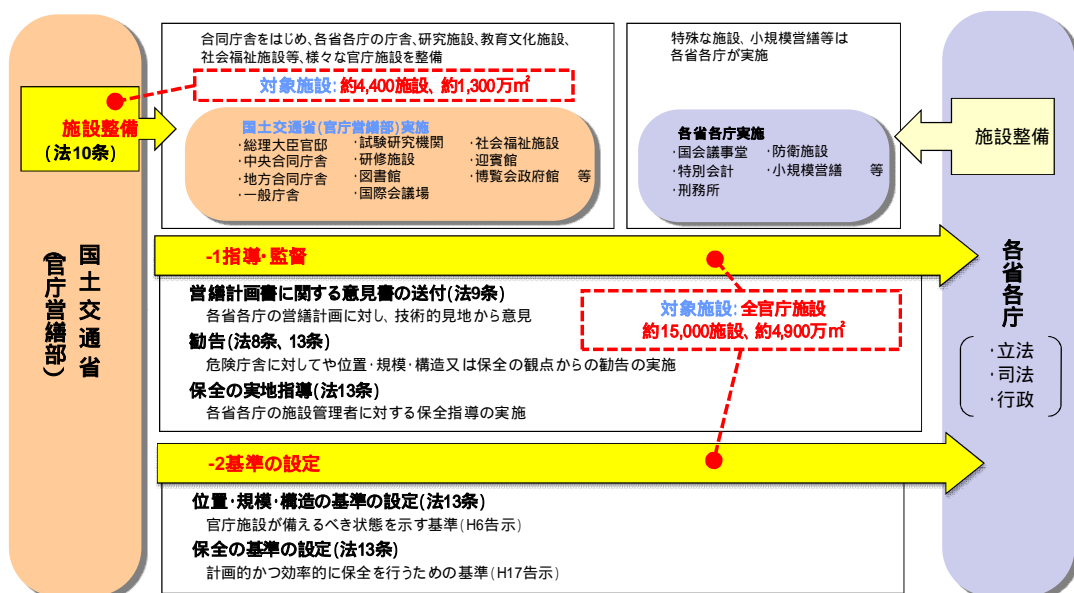 合同庁舎をはじめ、各省各庁の庁舎、研究施設、教育文化施設、
社会福祉施設等、様々な官庁施設を整備
対象施設：約4,400施設、約1,300万㎡
施設整備
(法10条)
国土交通省(官庁営繕部)実施
･総理大臣官邸
･中央合同庁舎
･地方合同庁舎
･一般庁舎
･試験研究機関
･研修施設
･図書館
･国際会議場
･社会福祉施設
･迎賓館
･博覧会政府館 等
特殊な施設、小規模営繕等は
各省各庁が実施
各省各庁実施
･国会議事堂
･特別会計
･刑務所
･防衛施設
･小規模営繕 等
施設整備
国土交通省
(官庁営繕部)
-1指導･監督
営繕計画書に関する意見書の送付(法9条)
各省各庁の営繕計画に対し、技術的見地から意見
勧告(法8条、13条)
危険庁舎に対してや位置･規模･構造又は保全の観点からの勧告の実施
保全の実地指導(法13条)
各省各庁の施設管理者に対する保全指導の実施
対象施設：全官庁施設
約15,000施設、約4,900万㎡
-2基準の設定
位置･規模･構造の基準の設定(法13条)
官庁施設が備えるべき状態を示す基準(H6告示)
保全の基準の設定(法13条)
計画的かつ効率的に保全を行うための基準(H17告示)
各省各庁
･立法
･司法
･行政